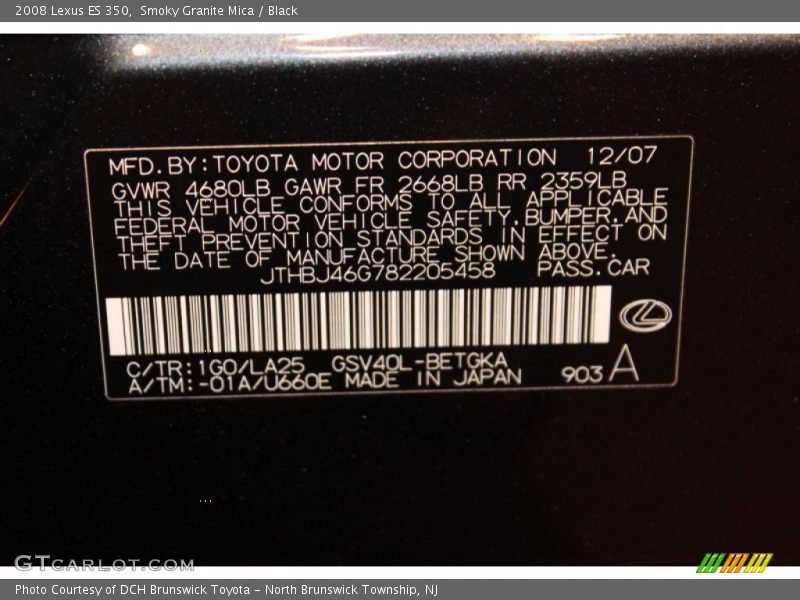 2008 Lexus ES 350, Smoky Granite Mica / Black
MFD.BY:TOYOTA MOTOR CORPORATION 12/07
GVWR 4680LB GAWR FR 2668LB RR 2359LB
THIS VEHICLE CONFORMS TO ALL APPLICABLE
FEDERAL MOTOR VEHICLE SAFETY,BUMPER,AND
THEFT PREVENTION STANDARDS IN EFFECT ON
THE DATE OF MANUFACTURE SHOWN ABOVE.
JTHBJ46G782205458 PASS.CAR
C/TR:1G0/LA25 GSV40L-BETGKA
A/TM:-01A/U660E MADE IN JAPAN 903 A
GTCARLOT.COM
Photo Courtesy of DCH Brunswick Toyota – North Brunswick Township, NJ